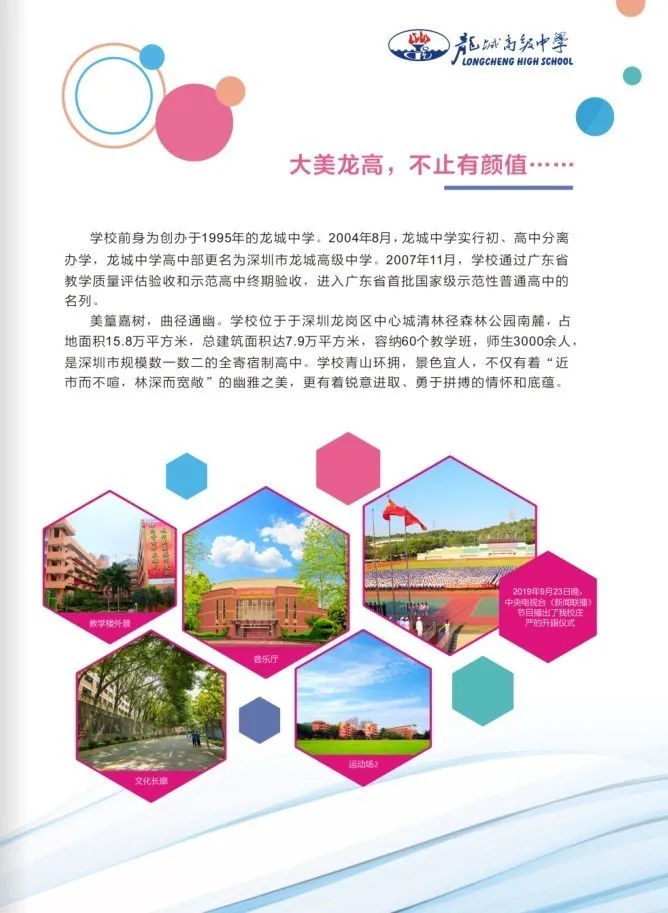 龍城高级中學
LONGCHENG HIGH SCHOOL
大美龙高，不止有颜值……
学校前身为创办于1995年的龙城中学。2004年8月，龙城中学实行初、高中分离
办学，龙城中学高中部更名为深圳市龙城高级中学。2007年11月，学校通过广东省
教学质量评估验收和示范高中终期验收，进入广东省首批国家级示范性普通高中的
名列。
美篁嘉树，曲径通幽。学校位于于深圳龙岗区中心城清林径森林公园南麓，占
地面积15.8万平方米，总建筑面积达7.9万平方米，容纳60个教学班，师生3000余人，
是深圳市规模数一数二的全寄宿制高中。学校青山环拥，景色宜人，不仅有着“近
市而不喧，林深而宽敞”的幽雅之美，更有着锐意进取、勇于拼搏的情怀和底蕴。
2019年9月23日晚，
中央电视台《新闻联播》
节目播出了我校庄
严的升旗仪式
教学楼外景
音乐厅
文化长廊
运动场2